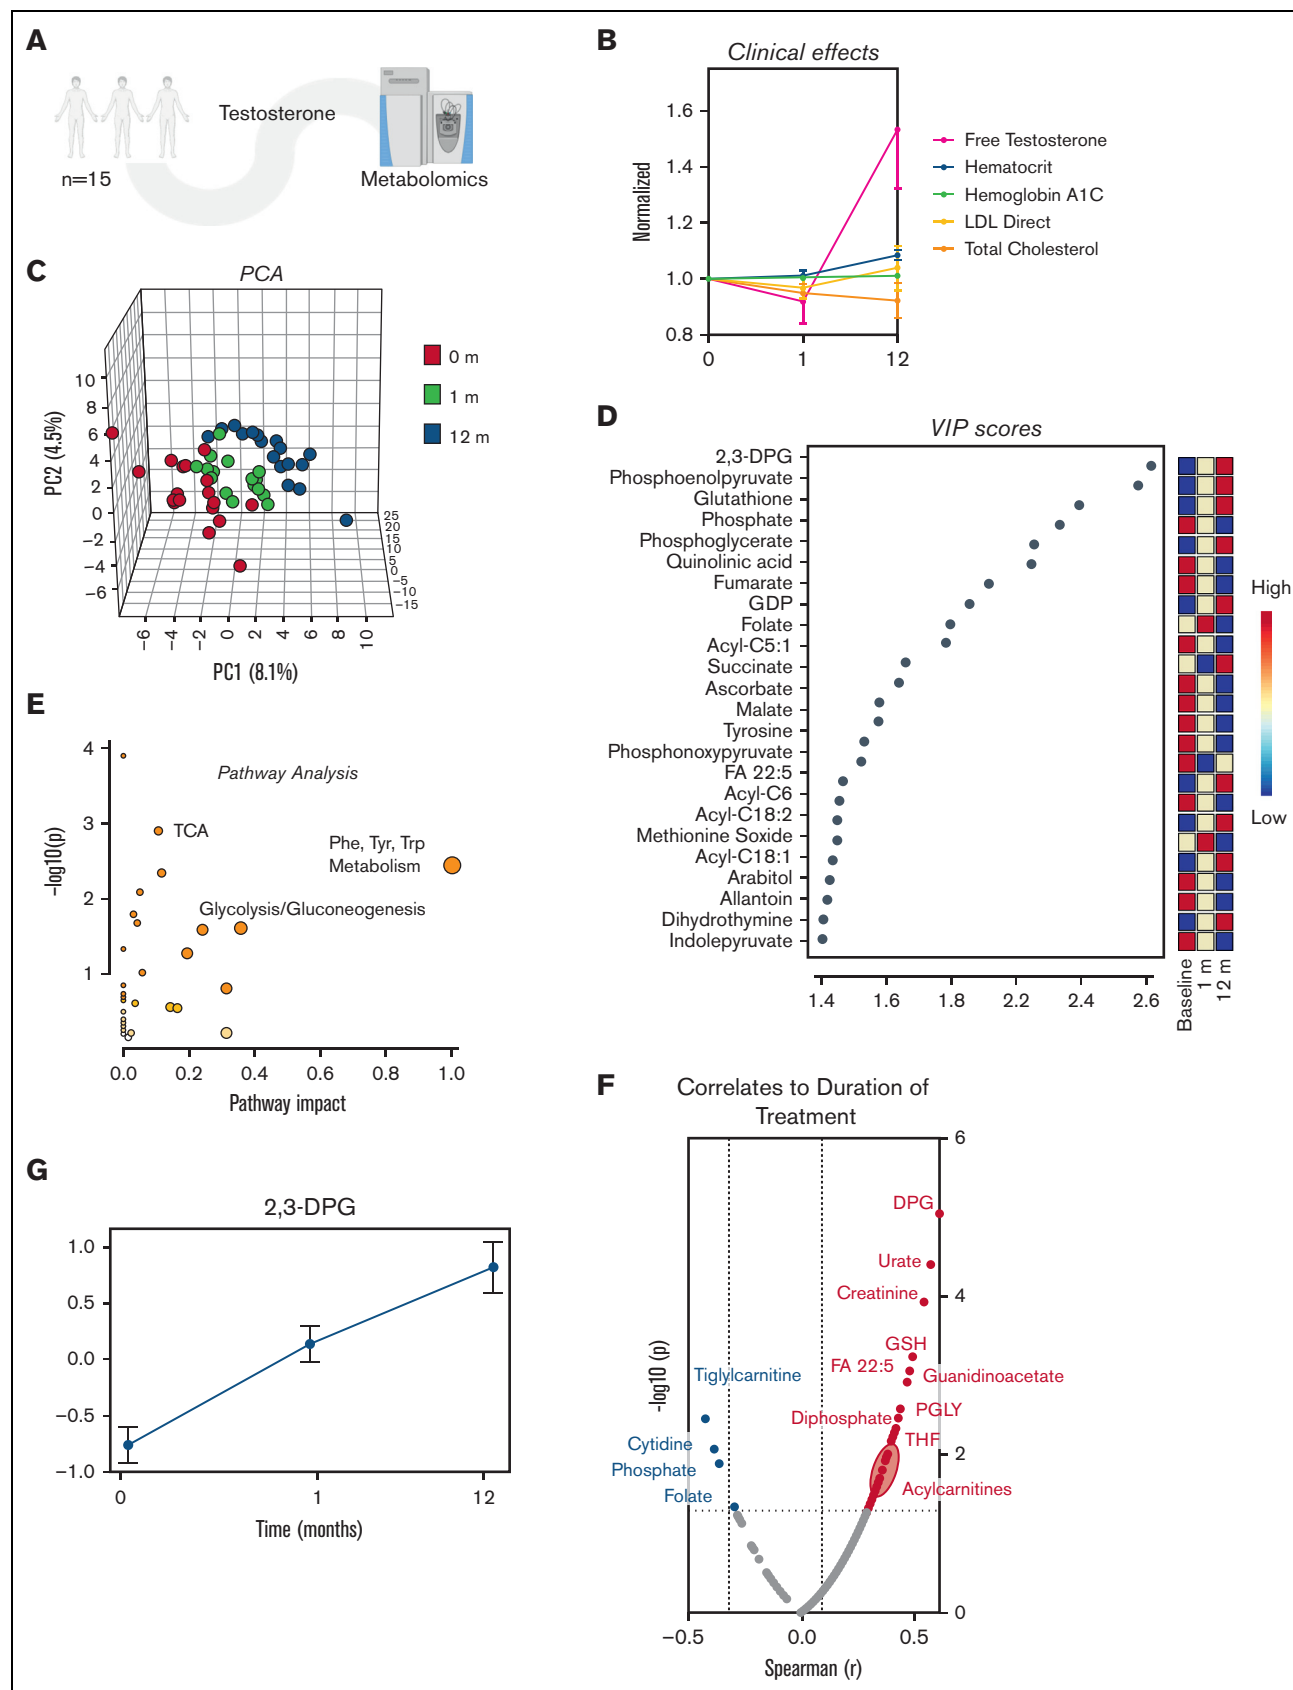 A
Testosterone
n=15
Metabolomics
B
Clinical effects
Normalized
1.6
1.4
1.2
1.0
0.8
0
1
12
Free Testosterone
Hematocrit
Hemoglobin A1C
LDL Direct
Total Cholesterol
C
PCA
PC2 (4.5%)
10
8
6
4
2
0
−2
−4
−6
25
20
15
10
5
0
−5
−10
−15
−6
−4
−2
0
2
4
6
8
10
PC1 (8.1%)
0 m
1 m
12 m
D
VIP scores
2,3-DPG
Phosphoenolpyruvate
Glutathione
Phosphate
Phosphoglycerate
Quinolinic acid
Fumarate
GDP
Folate
Acyl-C5:1
Succinate
Ascorbate
Malate
Tyrosine
Phosphonoxypyruvate
FA 22:5
Acyl-C6
Acyl-C18:2
Methionine Soxide
Acyl-C18:1
Arabitol
Allantoin
Dihydrothymine
Indolepyruvate
1.4
1.6
1.8
2.2
2.2
2.4
2.6
Baseline
1 m
12 m
High
Low
E
Pathway Analysis
-log10(p)
4
3
2
1
TCA
Phe, Tyr, Trp
Metabolism
Glycolysis/Gluconeogenesis
0.0
0.2
0.4
0.6
0.8
1.0
Pathway impact
F
Correlates to Duration of
Treatment
-log10 (p)
6
4
2
0
DPG
Urate
Creatinine
GSH
FA 22:5
Guanidinoacetate
Tiglylcarnitine
PGLY
Diphosphate
THF
Cytidine
Phosphate
Acylcarnitines
Folate
−0.5
0.0
0.5
Spearman (r)
G
2,3-DPG
1.0
0.5
0.0
−0.5
−1.0
0
1
12
Time (months)